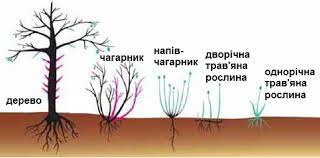 дерево
чагарник
напів-
чагарник
дворічна
трав'яна
рослина
однорічна
трав'яна
рослина